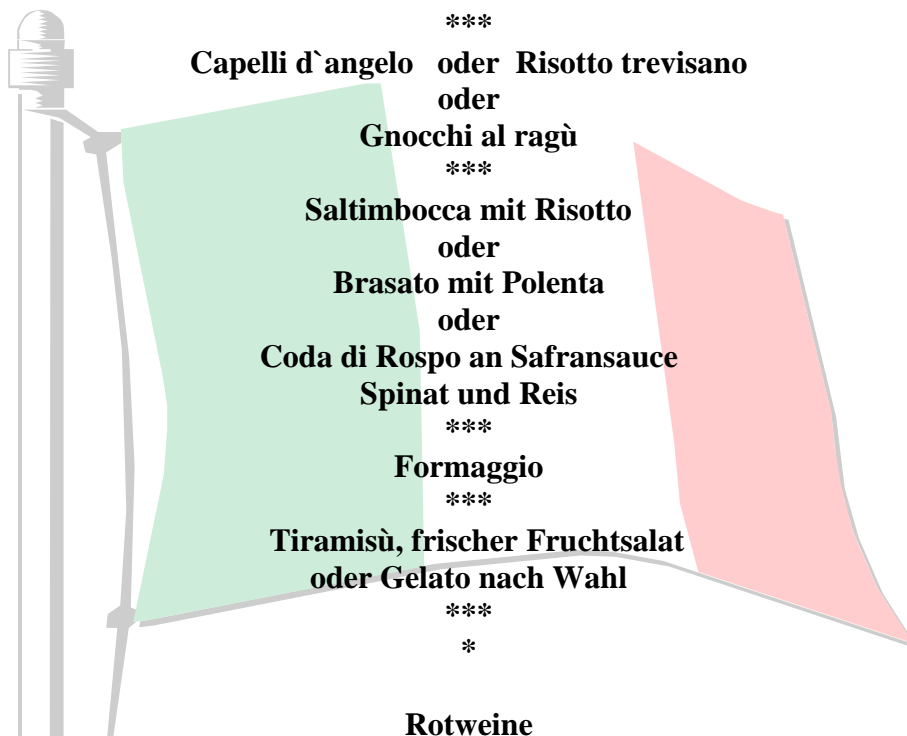 ***
Capelli d`angelo oder Risotto trevisano
oder
Gnocchi al ragù
***
Saltimbocca mit Risotto
oder
Brasato mit Polenta
oder
Coda di Rospo an Safransauce
Spinat und Reis
***
Formaggio
***
Tiramisù, frischer Fruchtsalat
oder Gelato nach Wahl
***
*
Rotweine